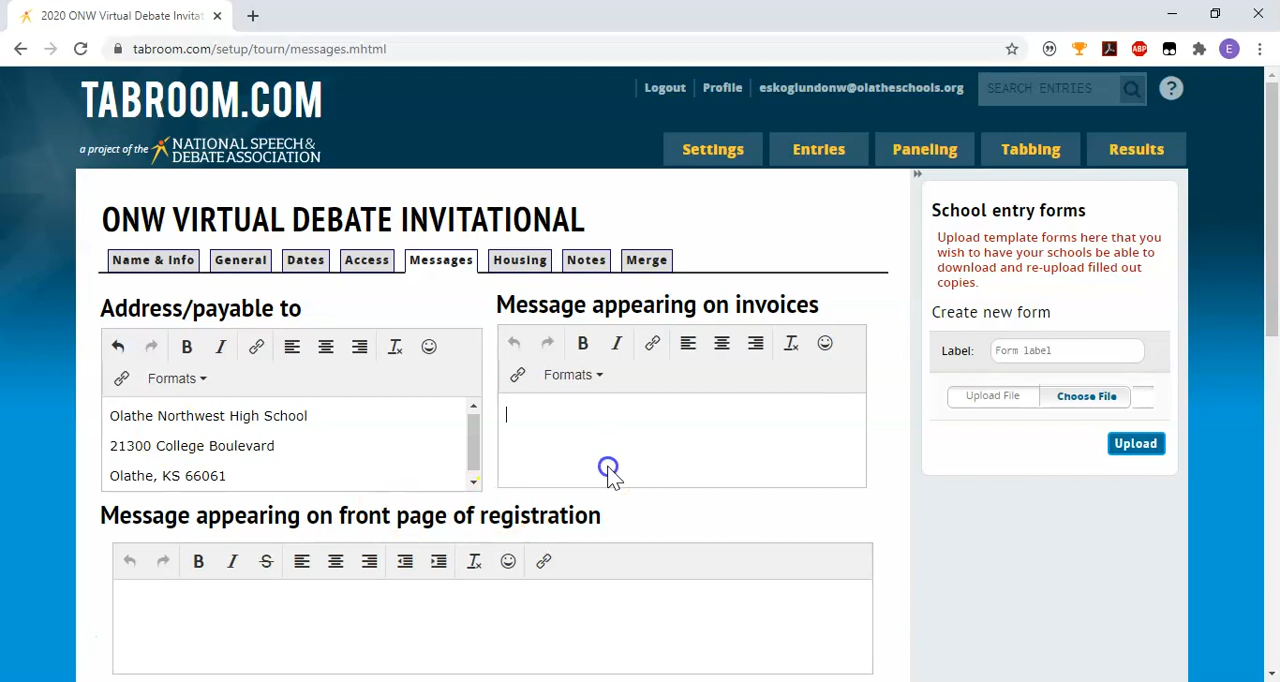 2020 ONW Virtual Debate Invitat
tabroom.com/setup/tourn/messages.mhtml
ABP
E
TABROOM.COM
a project of the NATIONAL SPEECH &
DEBATE ASSOCIATION
Logout Profile eskoglundonw@olatheschools.org SEARCH ENTRIES ?
Settings Entries Paneling Tabbing Results
ONW VIRTUAL DEBATE INVITATIONAL
Name & Info General Dates Access Messages Housing Notes Merge
Address/payable to
B I
Formats
Olathe Northwest High School
21300 College Boulevard
Olathe, KS 66061
Message appearing on invoices
B I
Formats
Message appearing on front page of registration
B I S
School entry forms
Upload template forms here that you
wish to have your schools be able to
download and re-upload filled out
copies.
Create new form
Label: Form label
Upload File Choose File
Upload